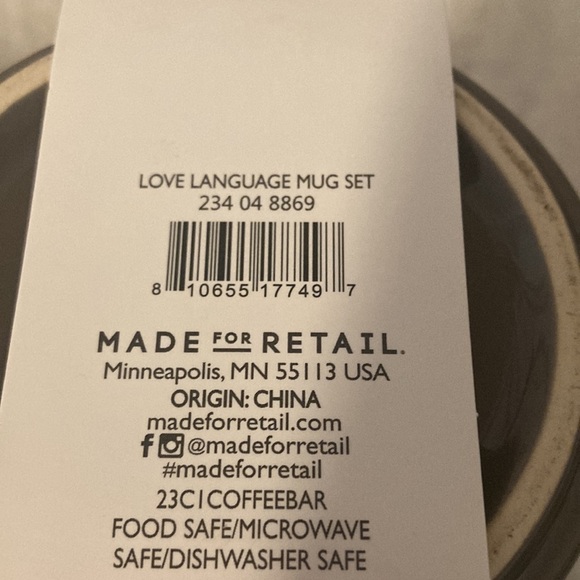 LOVE LANGUAGE MUG SET
234 04 8869
8 10655 17749 7
MADE FOR RETAIL.
Minneapolis, MN 55113 USA
ORIGIN: CHINA
madeforretail.com
@madeforretail
#madeforretail
23C1COFFEEBAR
FOOD SAFE/MICROWAVE
SAFE/DISHWASHER SAFE